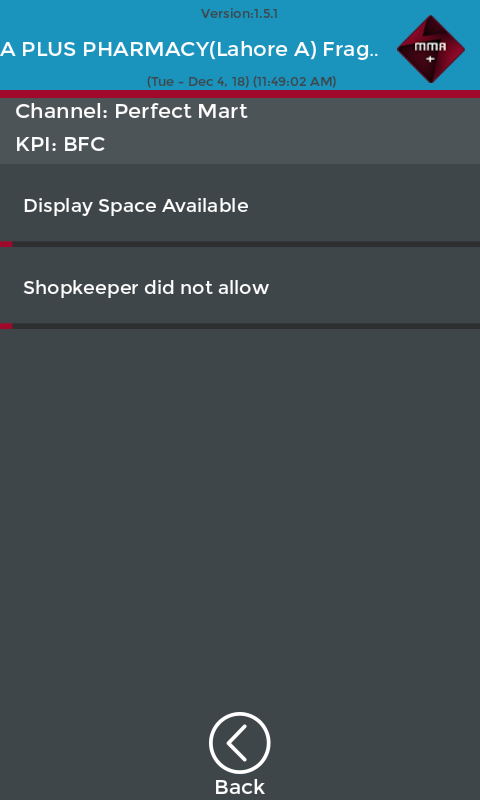 Version:1.5.1
A PLUS PHARMACY(Lahore A) Frag..
MMA
+
(Tue - Dec 4, 18) (11:49:02 AM)
Channel: Perfect Mart
KPI: BFC
Display Space Available
Shopkeeper did not allow
Back